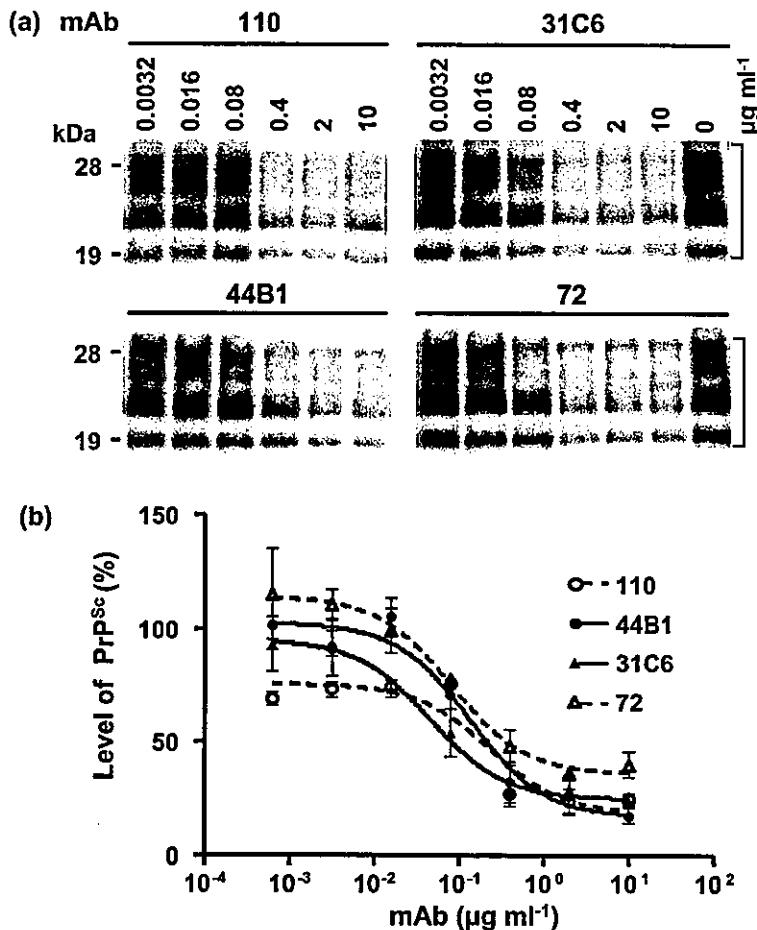 (a) mAb 110 31C6
0.0032 0.016 0.08 0.4 2 10 0.0032 0.016 0.08 0.4 2 10 0 µg ml⁻¹
kDa
28
19
44B1 72
28
19
(b)
Level of PrPˢᶜ (%)
150
100
50
0
110
44B1
31C6
72
10⁻⁴ 10⁻³ 10⁻² 10⁻¹ 10⁰ 10¹ 10²
mAb (µg ml⁻¹)